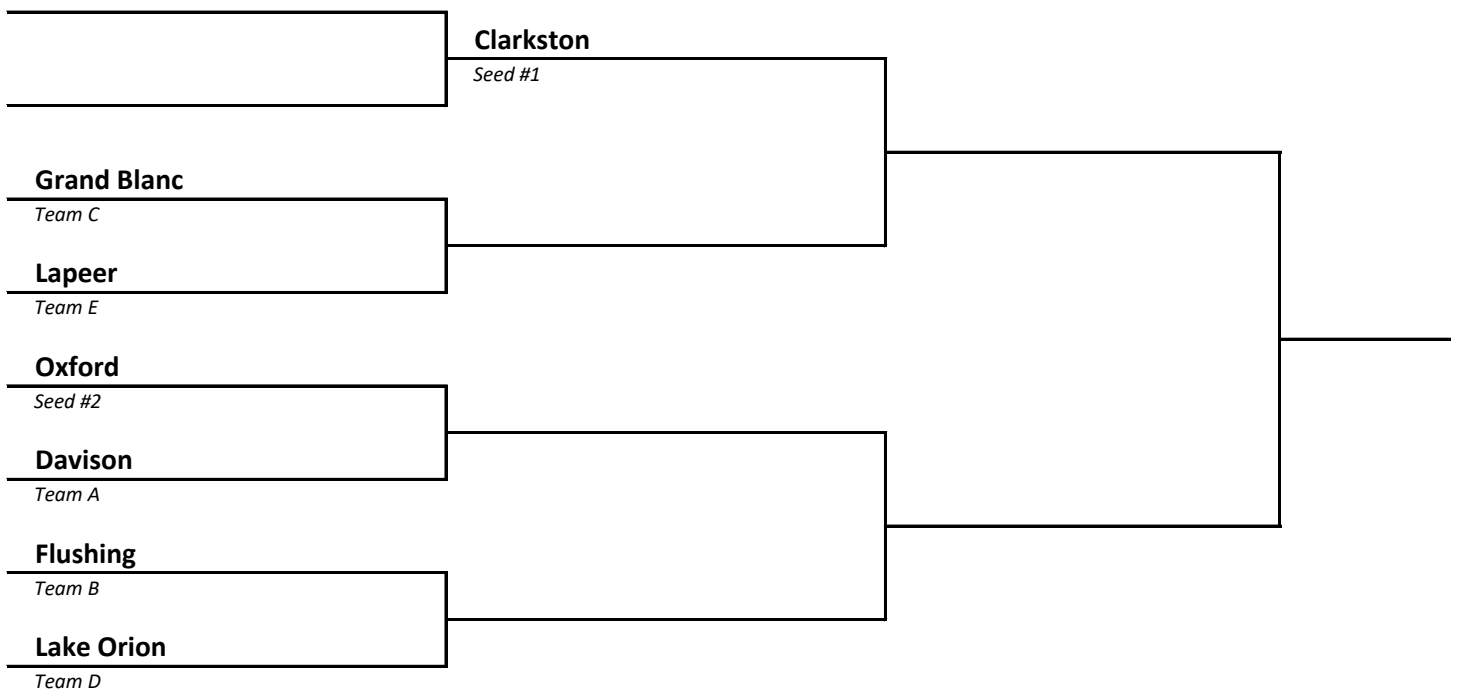 Clarkston
Seed #1
Grand Blanc
Team C
Lapeer
Team E
Oxford
Seed #2
Davison
Team A
Flushing
Team B
Lake Orion
Team D